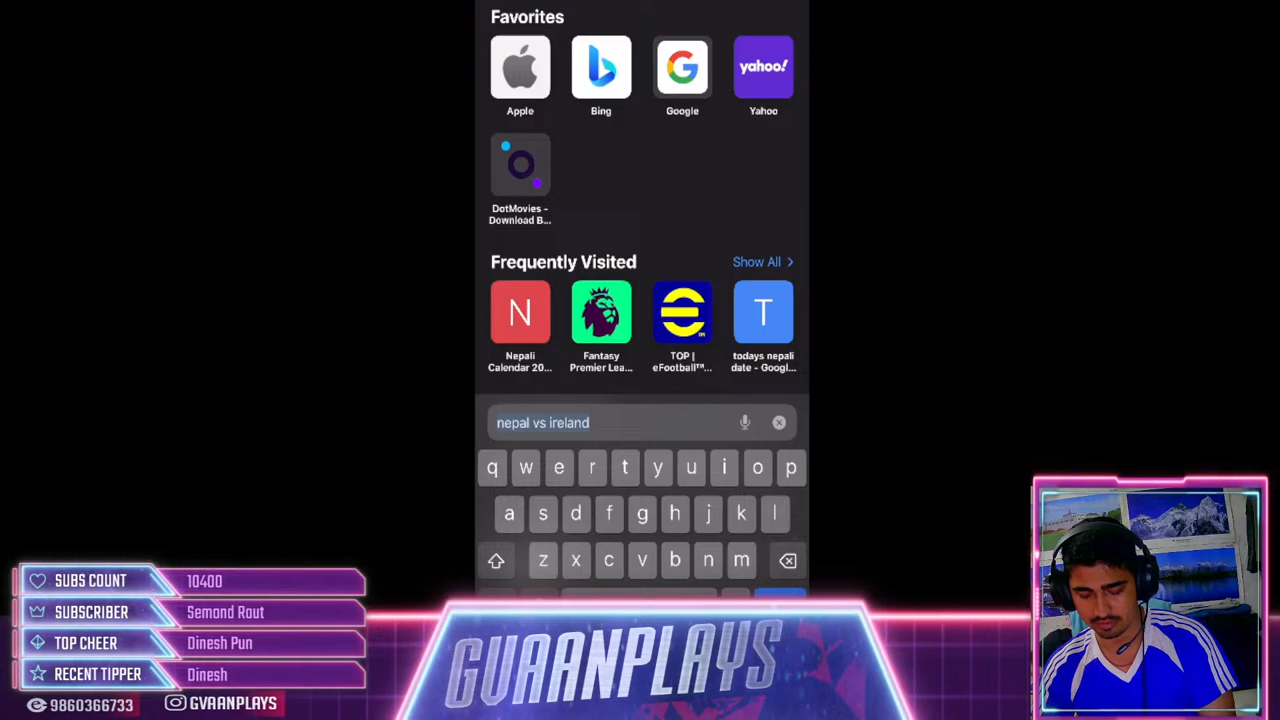 Favorites
yahoo!
Apple
Bing
Google
Yahoo
DotMovies -
Download B...
Frequently Visited
Show All
N
T
Nepali
Calendar 20...
Fantasy
Premier Lea...
TOP |
eFootball™...
todays nepali
date - Googl...
nepal vs ireland
q w e r t y u i o p
a s d f g h j k l
z x c v b n m
SUBS COUNT 10400
SUBSCRIBER Semond Raut
TOP CHEER Dinesh Pun
RECENT TIPPER Dinesh
9860366733 GVAANPLAYS
GVAANPLAYS